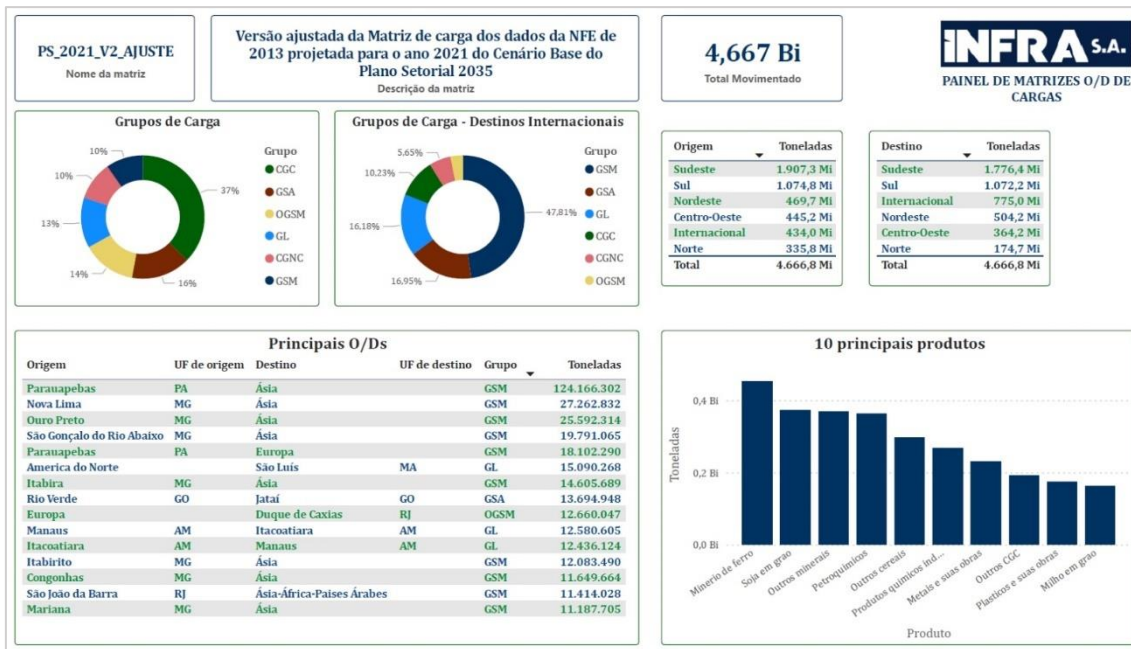 PS_2021_V2_AJUSTE
Nome da matriz
Versão ajustada da Matriz de carga dos dados da NFE de
2013 projetada para o ano 2021 do Cenário Base do
Plano Setorial 2035
Descrição da matriz
4,667 Bi
Total Movimentado
INFRA S.A.
PAINEL DE MATRIZES O/D DE
CARGAS
Grupos de Carga
10%
10%
13%
14%
16%
37%
Grupo
CGC
GSA
OGSM
GL
CGNC
GSM
Grupos de Carga - Destinos Internacionais
5,65%
10,23%
16,18%
16,95%
47,81%
Grupo
GSM
GSA
GL
CGC
CGNC
OGSM
Origem Toneladas
Sudeste 1.907,3 Mi
Sul 1.074,8 Mi
Nordeste 469,7 Mi
Centro-Oeste 445,2 Mi
Internacional 434,0 Mi
Norte 335,8 Mi
Total 4.666,8 Mi
Destino Toneladas
Sudeste 1.776,4 Mi
Sul 1.072,2 Mi
Internacional 775,0 Mi
Nordeste 504,2 Mi
Centro-Oeste 364,2 Mi
Norte 174,7 Mi
Total 4.666,8 Mi
Principais O/Ds
Origem UF de origem Destino UF de destino Grupo Toneladas
Parauapebas PA Ásia GSM 124.166.302
Nova Lima MG Ásia GSM 27.262.832
Ouro Preto MG Ásia GSM 25.592.314
São Gonçalo do Rio Abaixo MG Ásia GSM 19.791.065
Parauapebas PA Europa GSM 18.102.290
America do Norte São Luís MA GL 15.090.268
Itabira MG Ásia GSM 14.605.689
Rio Verde GO Jataí GO GSA 13.694.948
Europa Duque de Caxias RJ OGSM 12.660.047
Manaus AM Itacoatiara AM GL 12.580.605
Itacoatiara AM Manaus AM GL 12.436.124
Itabirito MG Ásia GSM 12.083.490
Congonhas MG Ásia GSM 11.649.664
São João da Barra RJ Ásia-África-Paises Árabes GSM 11.414.028
Mariana MG Ásia GSM 11.187.705
10 principais produtos
Toneladas
0,4 Bi
0,2 Bi
0,0 Bi
Minerio de ferro
Soja em grao
Outros minerais
Petroquimicos
Outros cereais
Produtos quimicos ind...
Metais e suas obras
Outros CGC
Plasticos e suas obras
Milho em grao
Produto